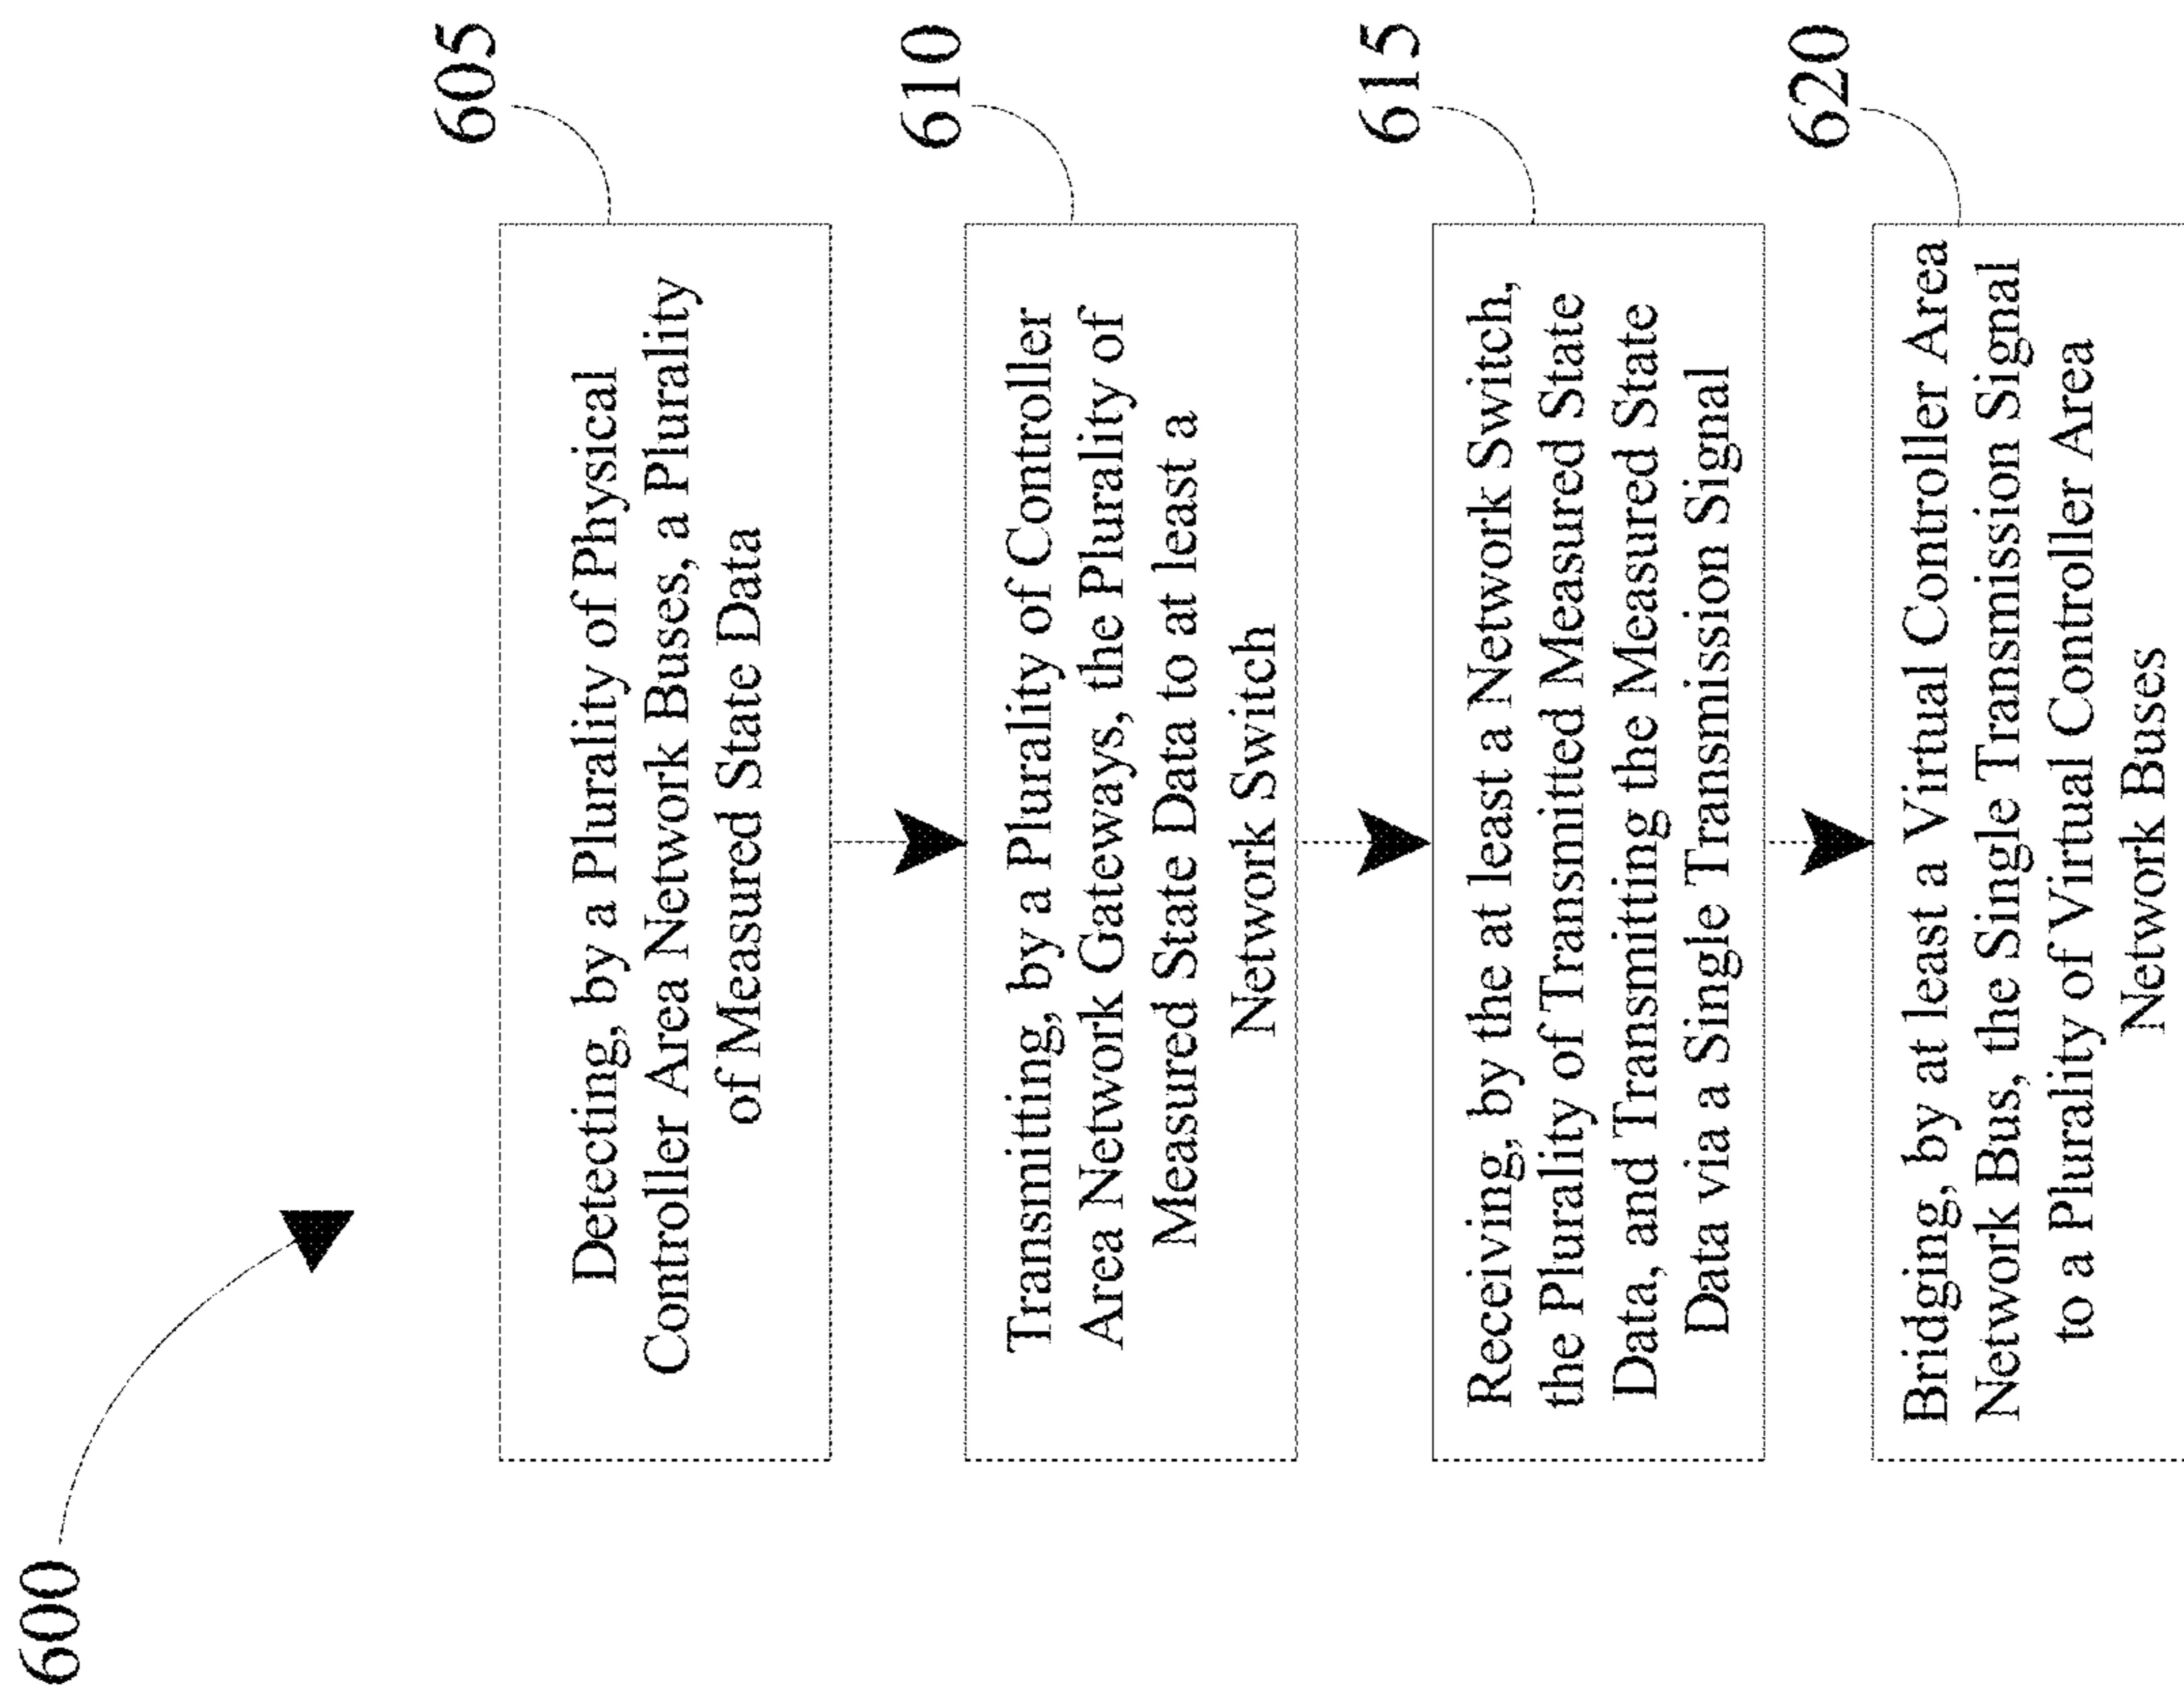 600
605
Detecting, by a Plurality of Physical
Controller Area Network Buses, a Plurality
of Measured State Data
610
Transmitting, by a Plurality of Controller
Area Network Gateways, the Plurality of
Measured State Data to at least a
Network Switch
615
Receiving, by the at least a Network Switch,
the Plurality of Transmitted Measured State
Data, and Transmitting the Measured State
Data via a Single Transmission Signal
620
Bridging, by at least a Virtual Controller Area
Network Bus, the Single Transmission Signal
to a Plurality of Virtual Controller Area
Network Buses